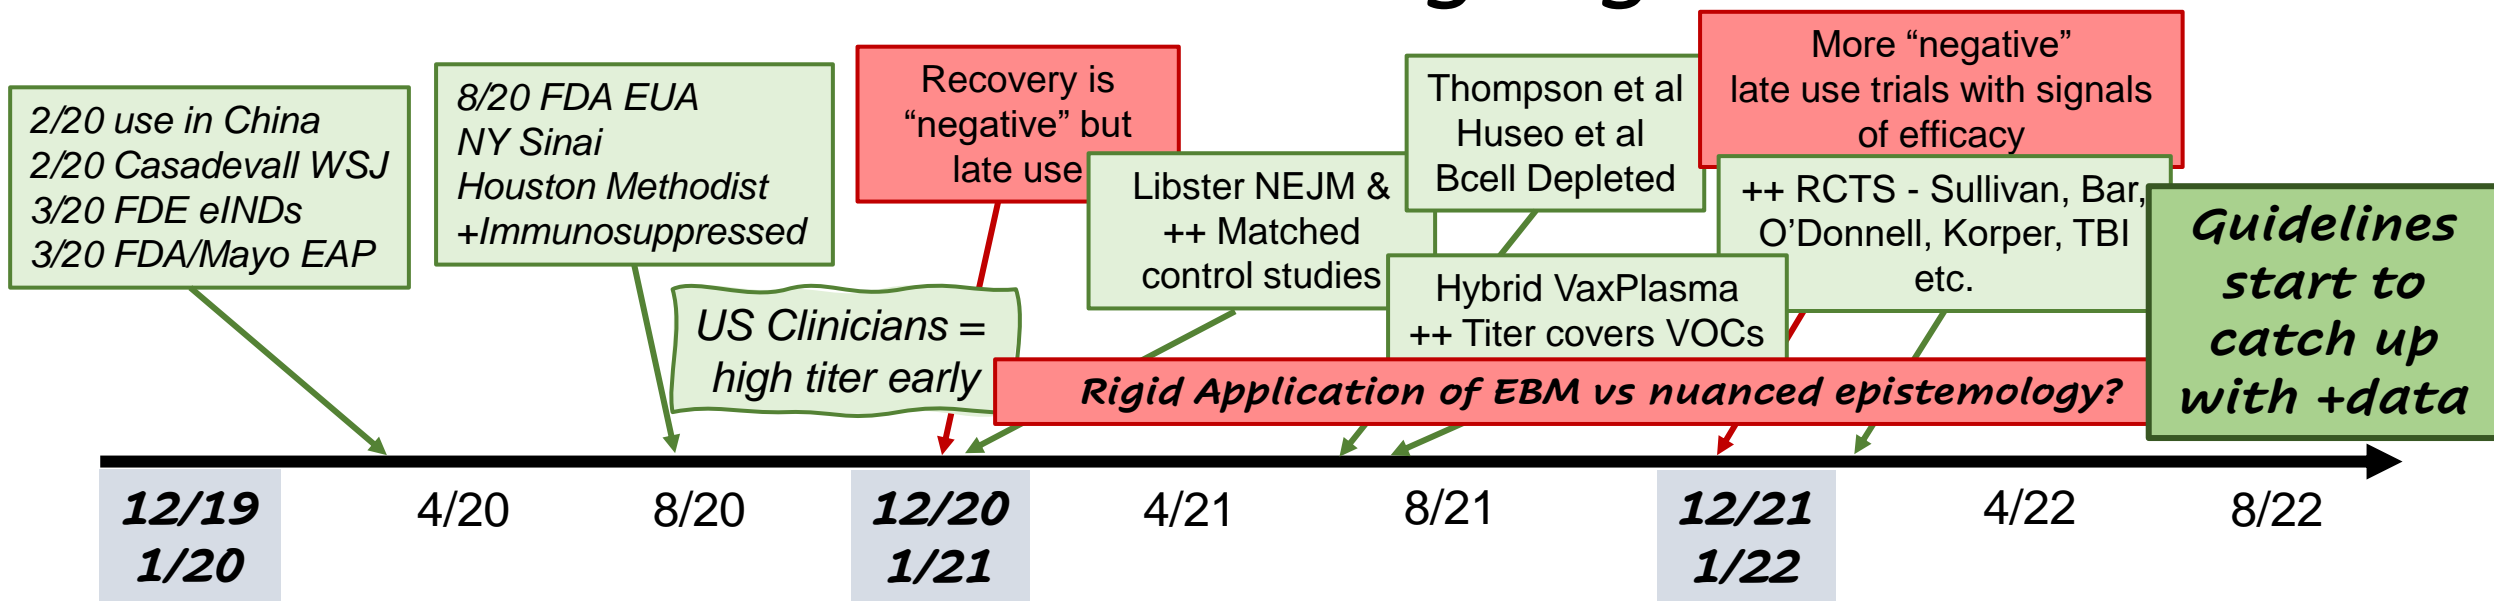 2/20 use in China
2/20 Casadevall WSJ
3/20 FDE eINDs
3/20 FDA/Mayo EAP
8/20 FDA EUA
NY Sinai
Houston Methodist
+Immunosuppressed
US Clinicians =
high titer early
Recovery is
“negative” but
late use
Libster NEJM &
++ Matched
control studies
Thompson et al
Huseo et al
Bcell Depleted
Hybrid VaxPlasma
++ Titer covers VOCs
More “negative”
late use trials with signals
of efficacy
++ RCTS - Sullivan, Bar,
O’Donnell, Korper, TBI
etc.
Rigid Application of EBM vs nuanced epistemology?
Guidelines
start to
catch up
with +data
12/19
1/20
4/20
8/20
12/20
1/21
4/21
8/21
12/21
1/22
4/22
8/22